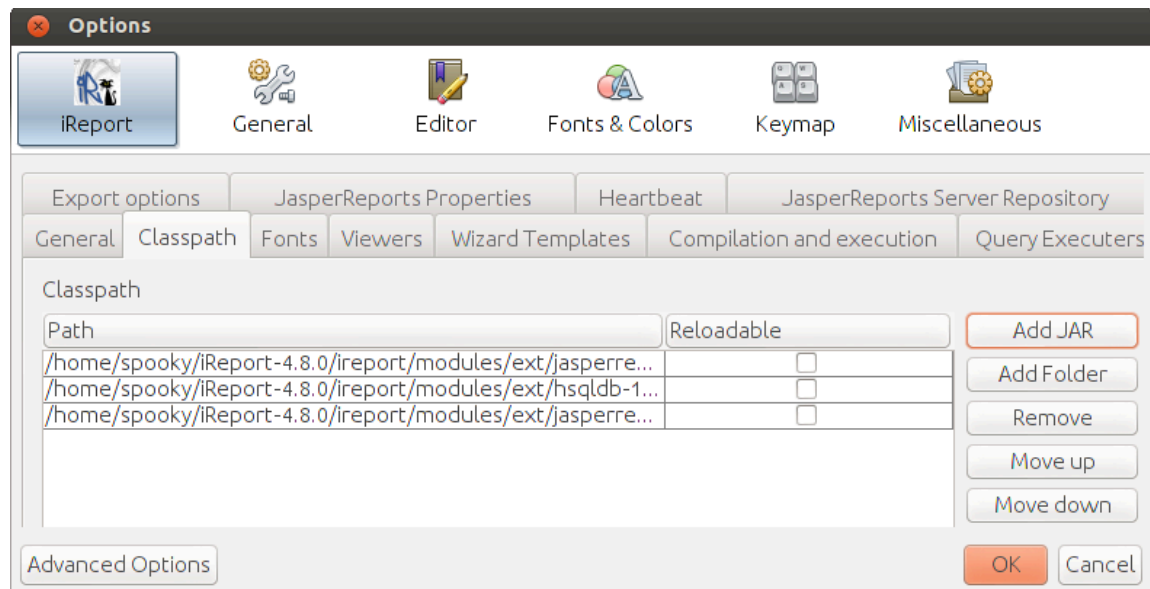 Options
iReport General Editor Fonts & Colors Keymap Miscellaneous
Export options JasperReports Properties Heartbeat JasperReports Server Repository
General Classpath Fonts Viewers Wizard Templates Compilation and execution Query Executers
Classpath
Path Reloadable Add JAR
/home/spooky/iReport-4.8.0/ireport/modules/ext/jasperre...
Add Folder
/home/spooky/iReport-4.8.0/ireport/modules/ext/hsqldb-1...
/home/spooky/iReport-4.8.0/ireport/modules/ext/jasperre...
Remove
Move up
Move down
Advanced Options OK Cancel